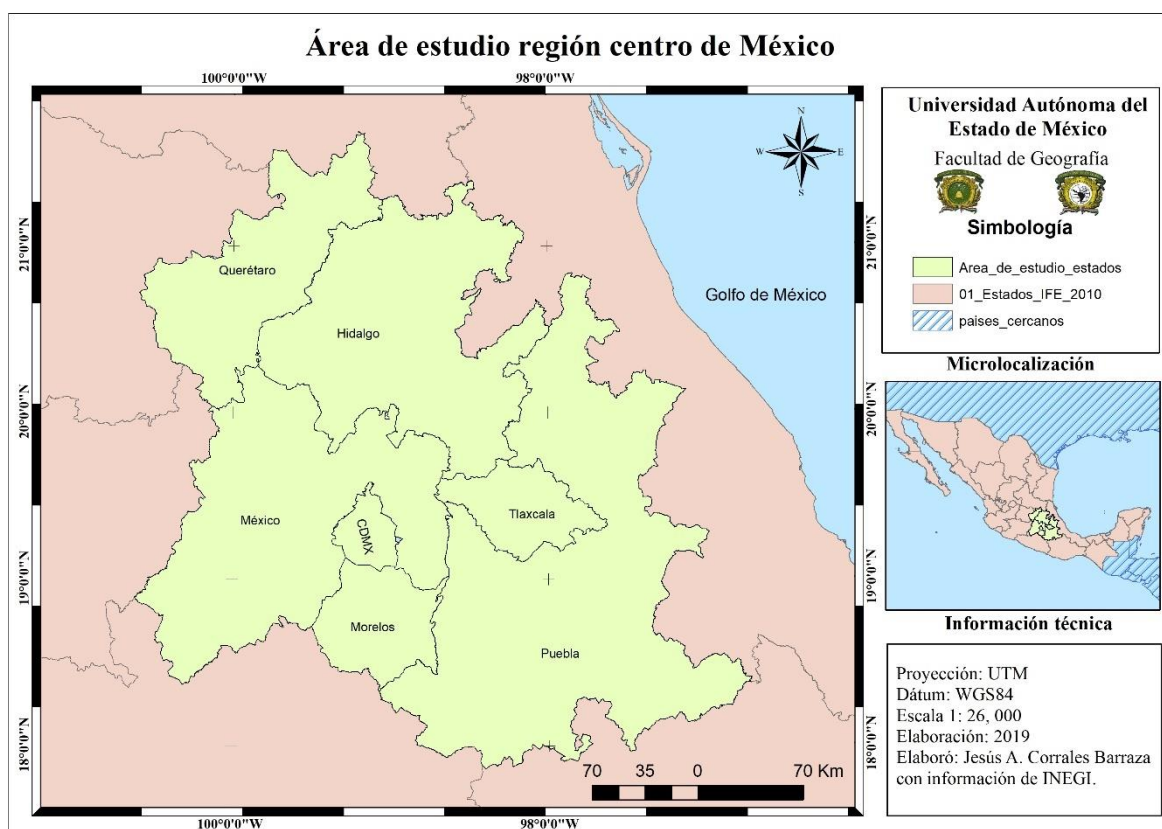 Área de estudio región centro de México
100°0'0"W
98°0'0"W
21°0'0"N
20°0'0"N
19°0'0"N
18°0'0"N
N
W
E
S
Querétaro
Hidalgo
Golfo de México
México
CDMX
Tlaxcala
Morelos
Puebla
70 35 0 70 Km
21°0'0"N
20°0'0"N
19°0'0"N
18°0'0"N
100°0'0"W
98°0'0"W
Universidad Autónoma del
Estado de México
Facultad de Geografía
Simbología
Area_de_estudio_estados
01_Estados_IFE_2010
paises_cercanos
Microlocalización
Información técnica
Proyección: UTM
Dátum: WGS84
Escala 1: 26, 000
Elaboración: 2019
Elaboró: Jesús A. Corrales Barraza
con información de INEGI.